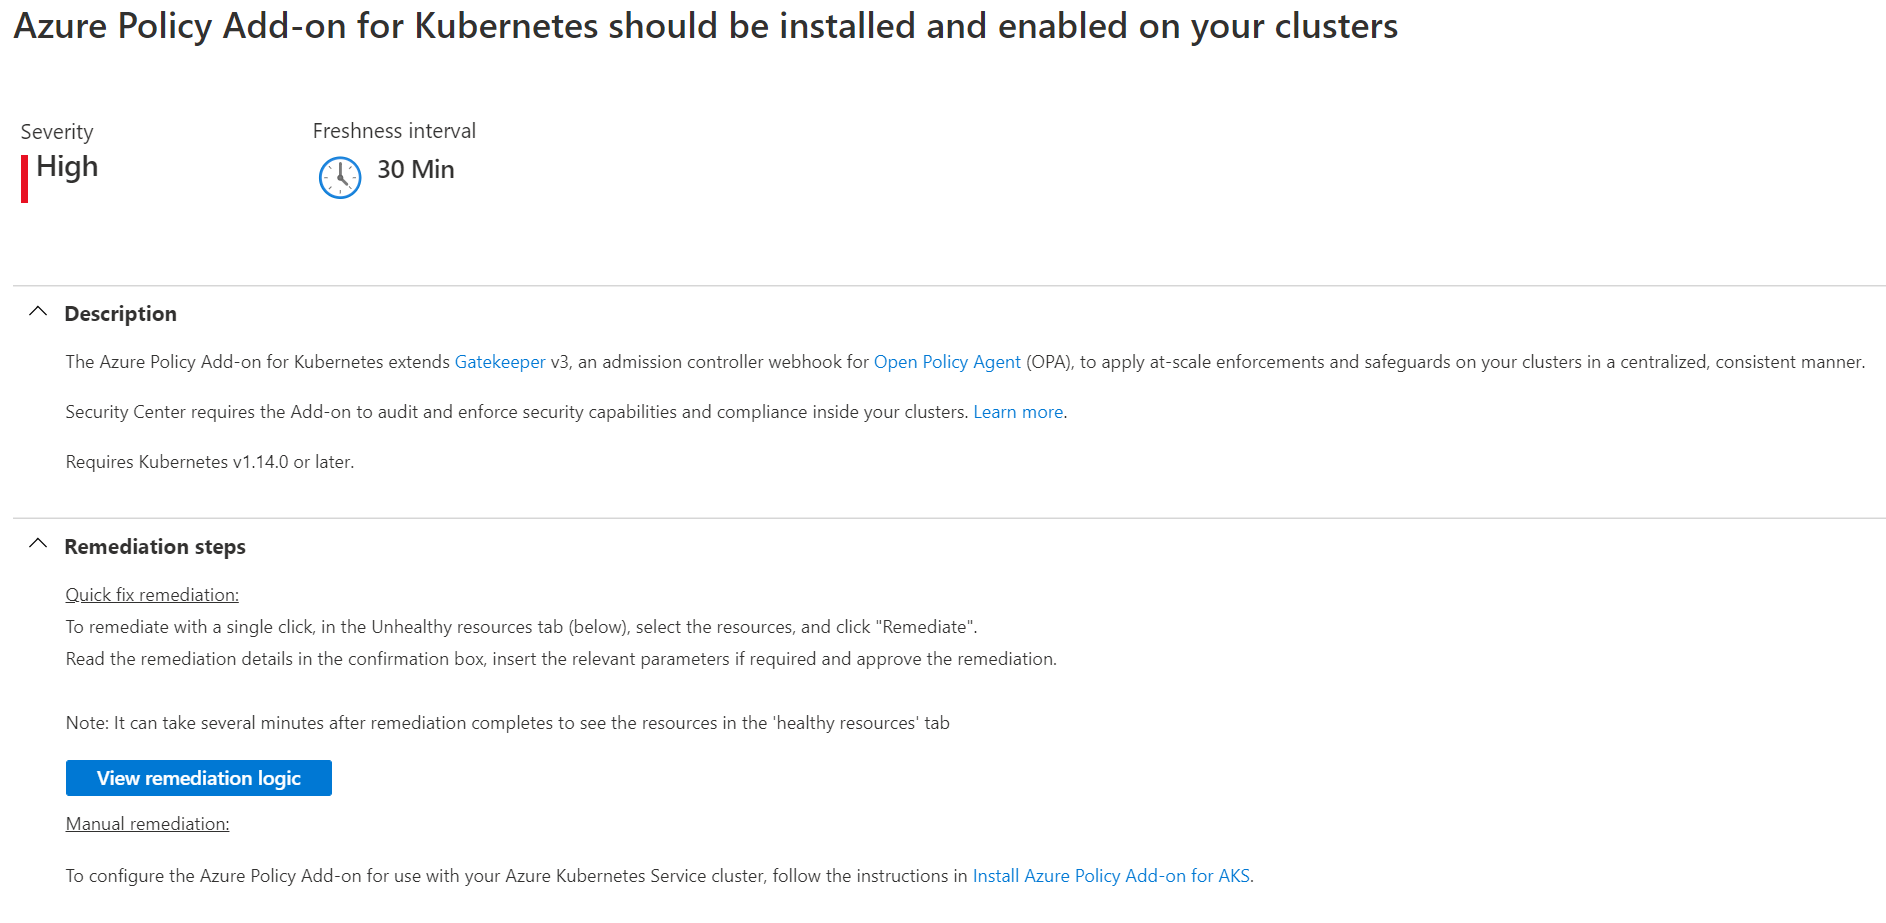 Azure Policy Add-on for Kubernetes should be installed and enabled on your clusters
Severity
High
Freshness interval
30 Min
Description
The Azure Policy Add-on for Kubernetes extends Gatekeeper v3, an admission controller webhook for Open Policy Agent (OPA), to apply at-scale enforcements and safeguards on your clusters in a centralized, consistent manner.
Security Center requires the Add-on to audit and enforce security capabilities and compliance inside your clusters. Learn more.
Requires Kubernetes v1.14.0 or later.
Remediation steps
Quick fix remediation:
To remediate with a single click, in the Unhealthy resources tab (below), select the resources, and click "Remediate".
Read the remediation details in the confirmation box, insert the relevant parameters if required and approve the remediation.
Note: It can take several minutes after remediation completes to see the resources in the 'healthy resources' tab
View remediation logic
Manual remediation:
To configure the Azure Policy Add-on for use with your Azure Kubernetes Service cluster, follow the instructions in Install Azure Policy Add-on for AKS.